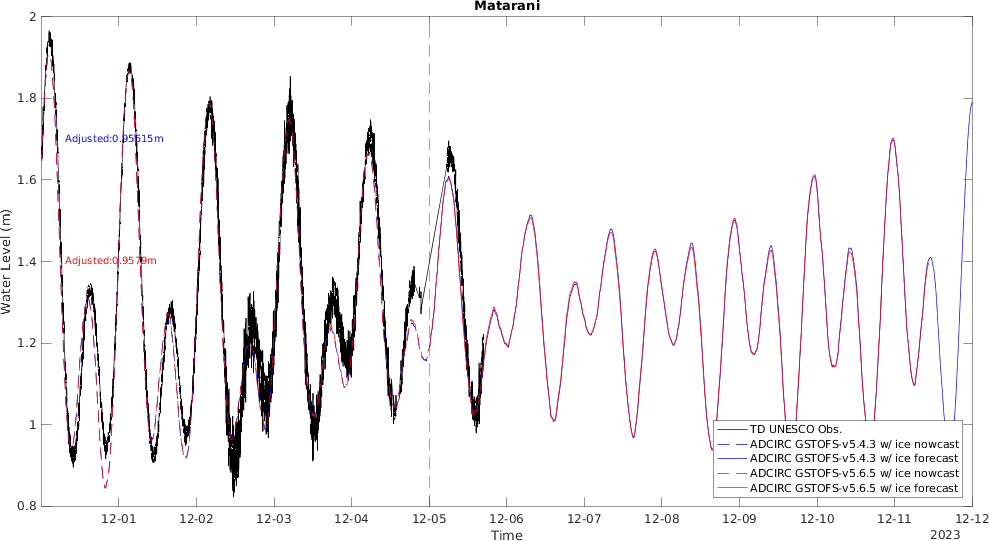 Matarani
Water Level (m)
2
1.8
1.6
1.4
1.2
1
0.8
Adjusted:0.95615m
Adjusted:0.9579m
TD UNESCO Obs.
ADCIRC GSTOFS-v5.4.3 w/ ice nowcast
ADCIRC GSTOFS-v5.4.3 w/ ice forecast
ADCIRC GSTOFS-v5.6.5 w/ ice nowcast
ADCIRC GSTOFS-v5.6.5 w/ ice forecast
12-01 12-02 12-03 12-04 12-05 12-06 12-07 12-08 12-09 12-10 12-11 12-12
Time
2023